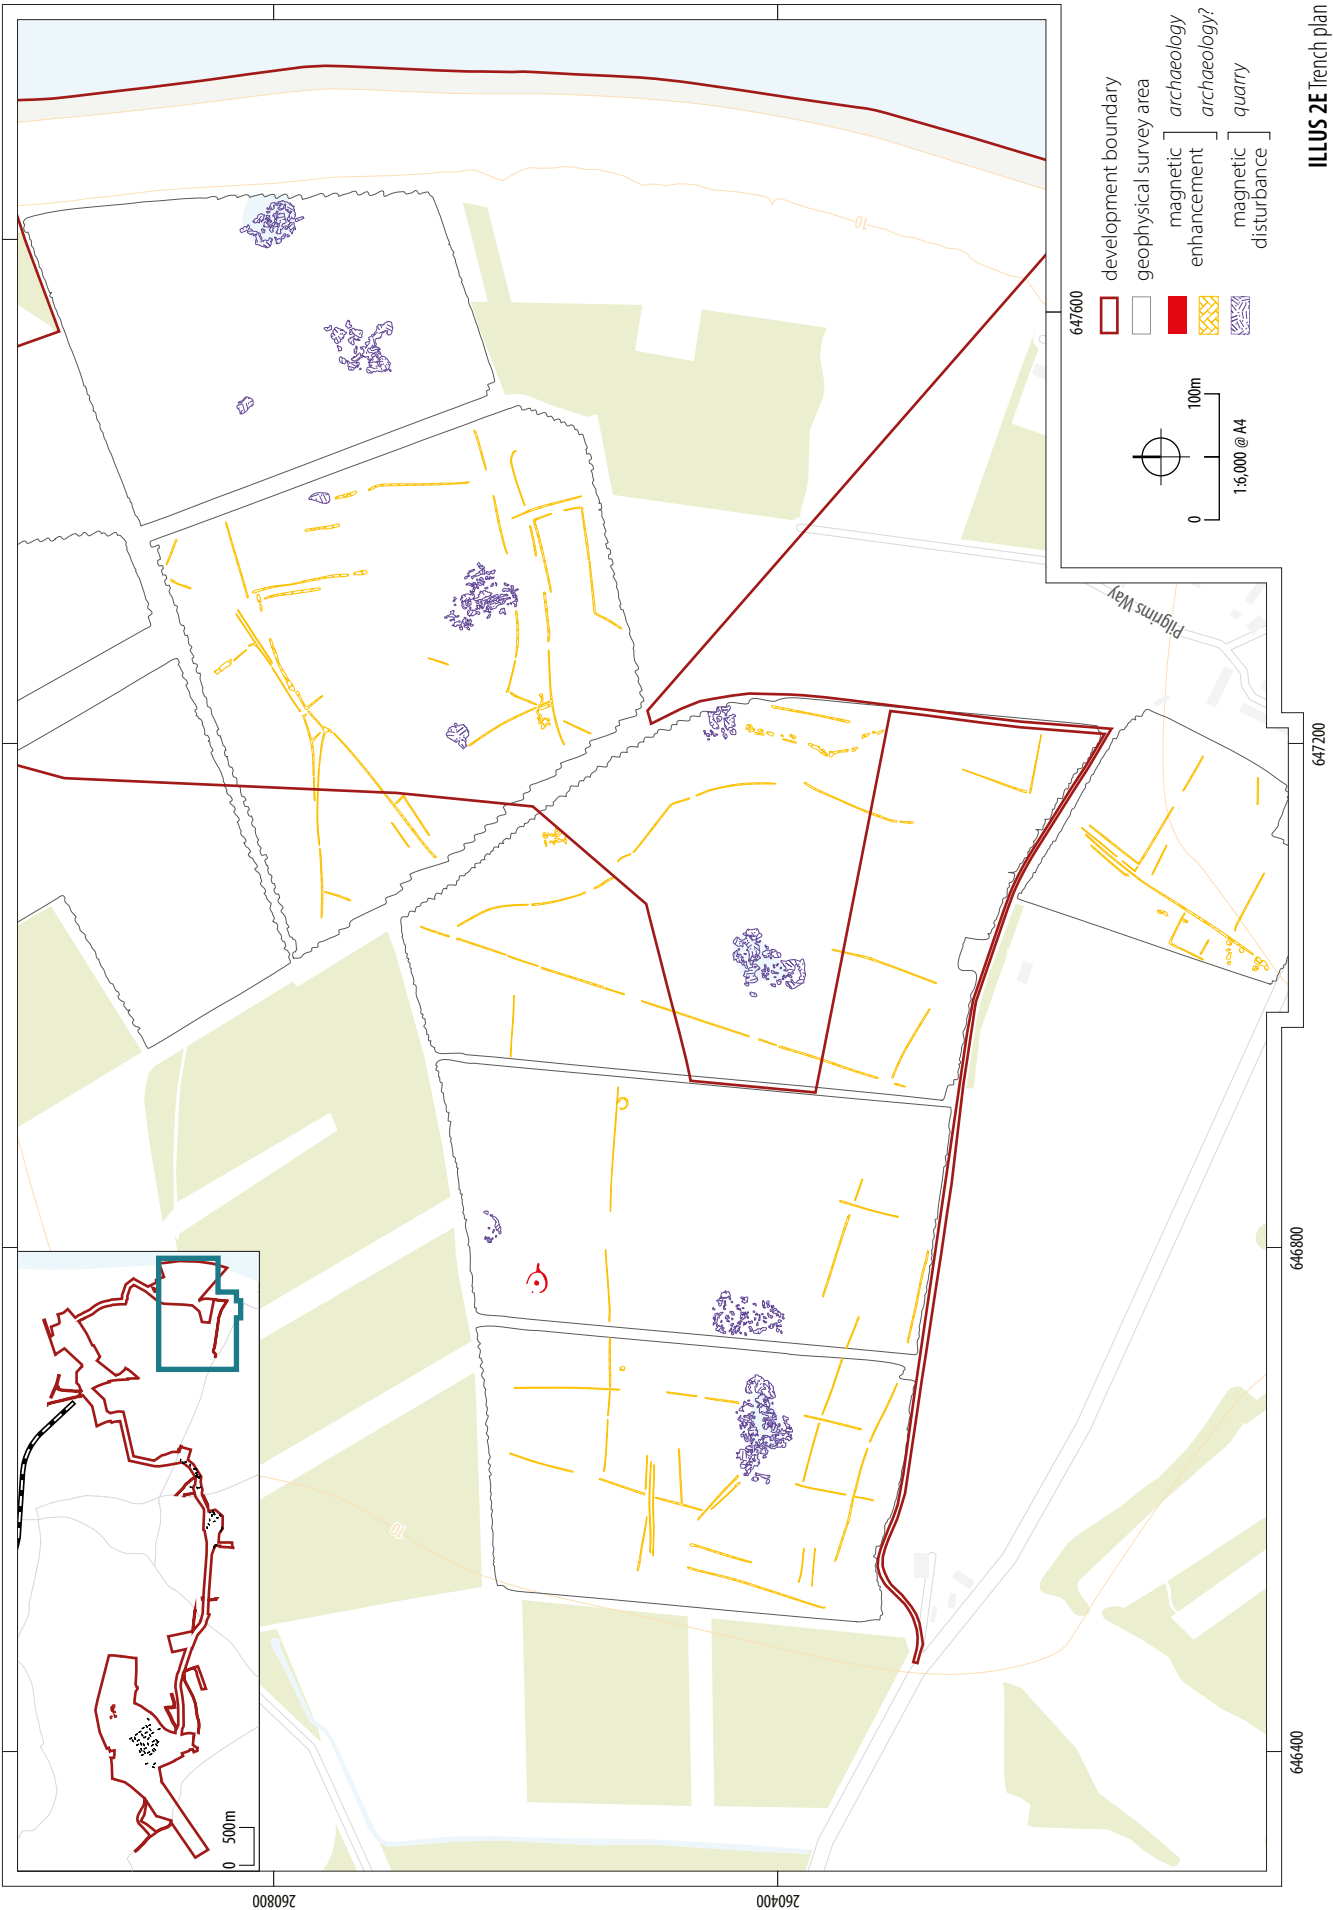 260800
260400
0 500m
10
10
Pilgrims Way
646400
646800
647200
647600
development boundary
geophysical survey area
magnetic enhancement
archaeology
archaeology?
magnetic disturbance
quarry
0 100m
1:6,000 @ A4
ILLUS 2E Trench plan